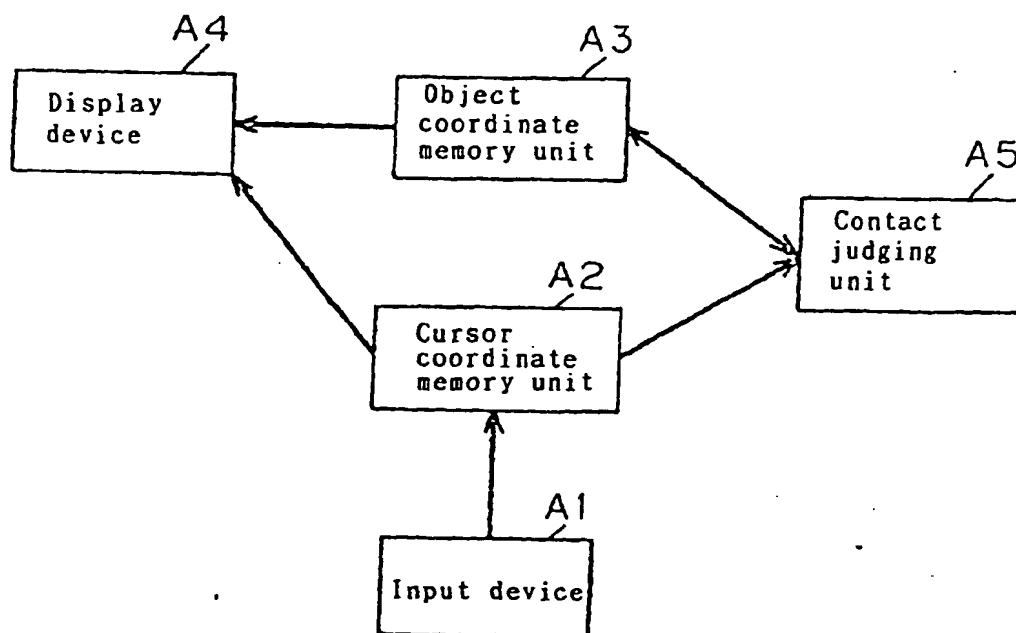 A4
Display
device
A3
Object
coordinate
memory unit
A5
Contact
judging
unit
A2
Cursor
coordinate
memory unit
A1
Input device